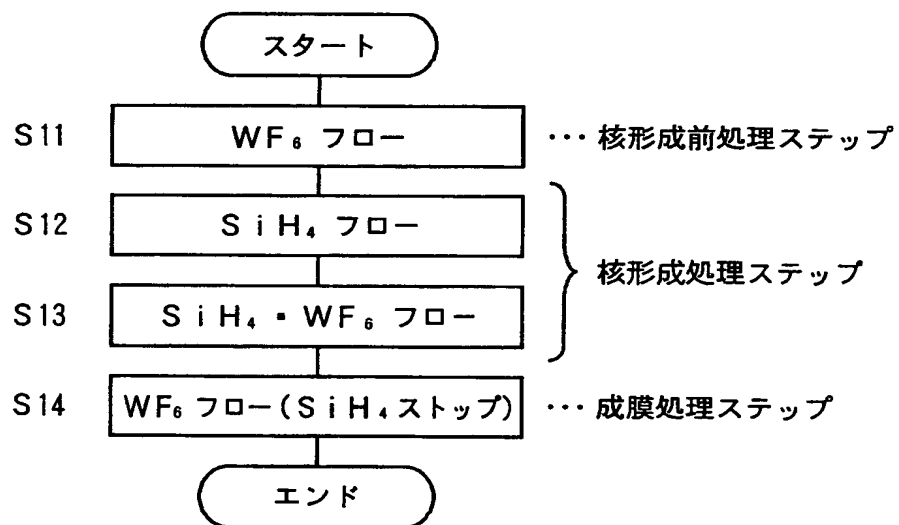 スタート
S11 WF₆ フロー ・・・ 核形成前処理ステップ
S12 SiH₄ フロー
核形成処理ステップ
S13 SiH₄・WF₆ フロー
S14 WF₆ フロー(SiH₄ストップ) ・・・ 成膜処理ステップ
エンド